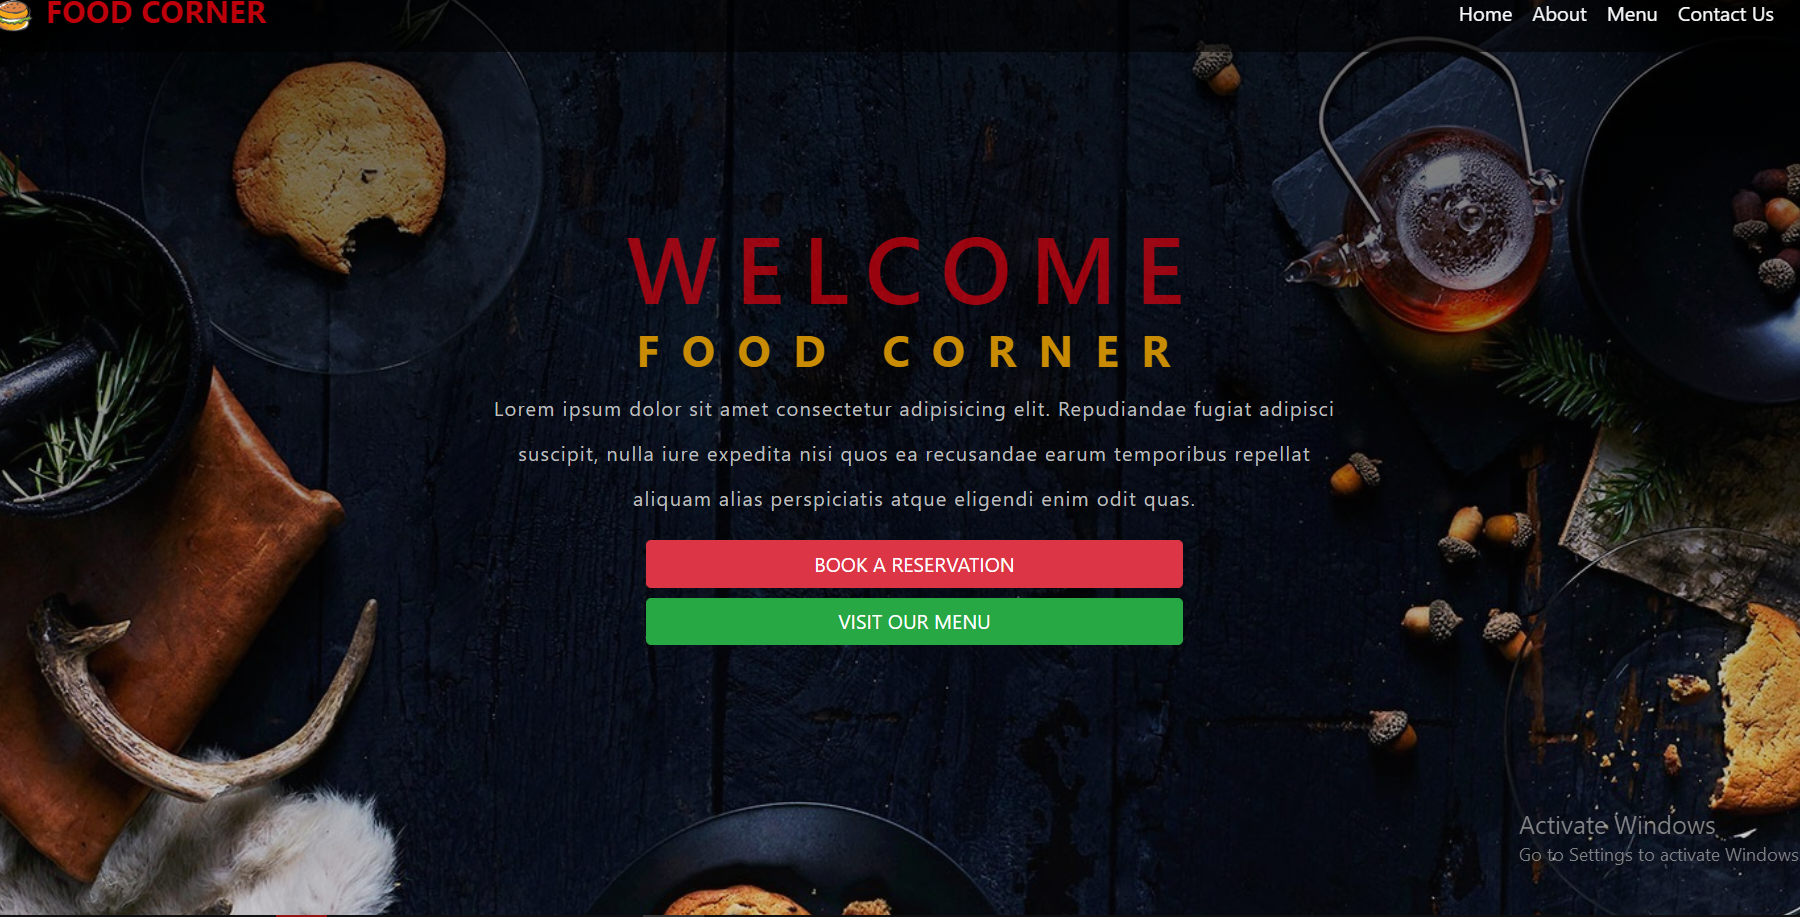 FOOD CORNER
Home About Menu Contact Us
WELCOME
FOOD CORNER
Lorem ipsum dolor sit amet consectetur adipisicing elit. Repudiandae fugiat adipisci
suscipit, nulla iure expedita nisi quos ea recusandae earum temporibus repellat
aliquam alias perspiciatis atque eligendi enim odit quas.
BOOK A RESERVATION
VISIT OUR MENU
Activate Windows
Go to Settings to activate Windows